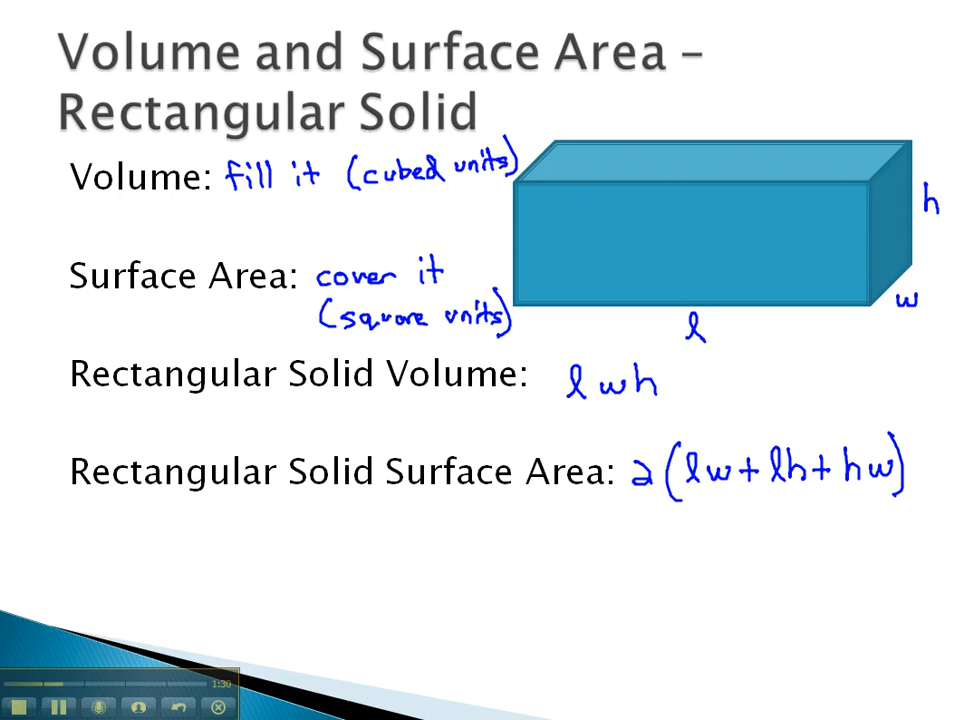 Volume and Surface Area –
Rectangular Solid
Volume: fill it (cubed units)
h
Surface Area: cover it
(square units)
w
l
Rectangular Solid Volume: l w h
Rectangular Solid Surface Area: 2(lw + lh + hw)
1:30